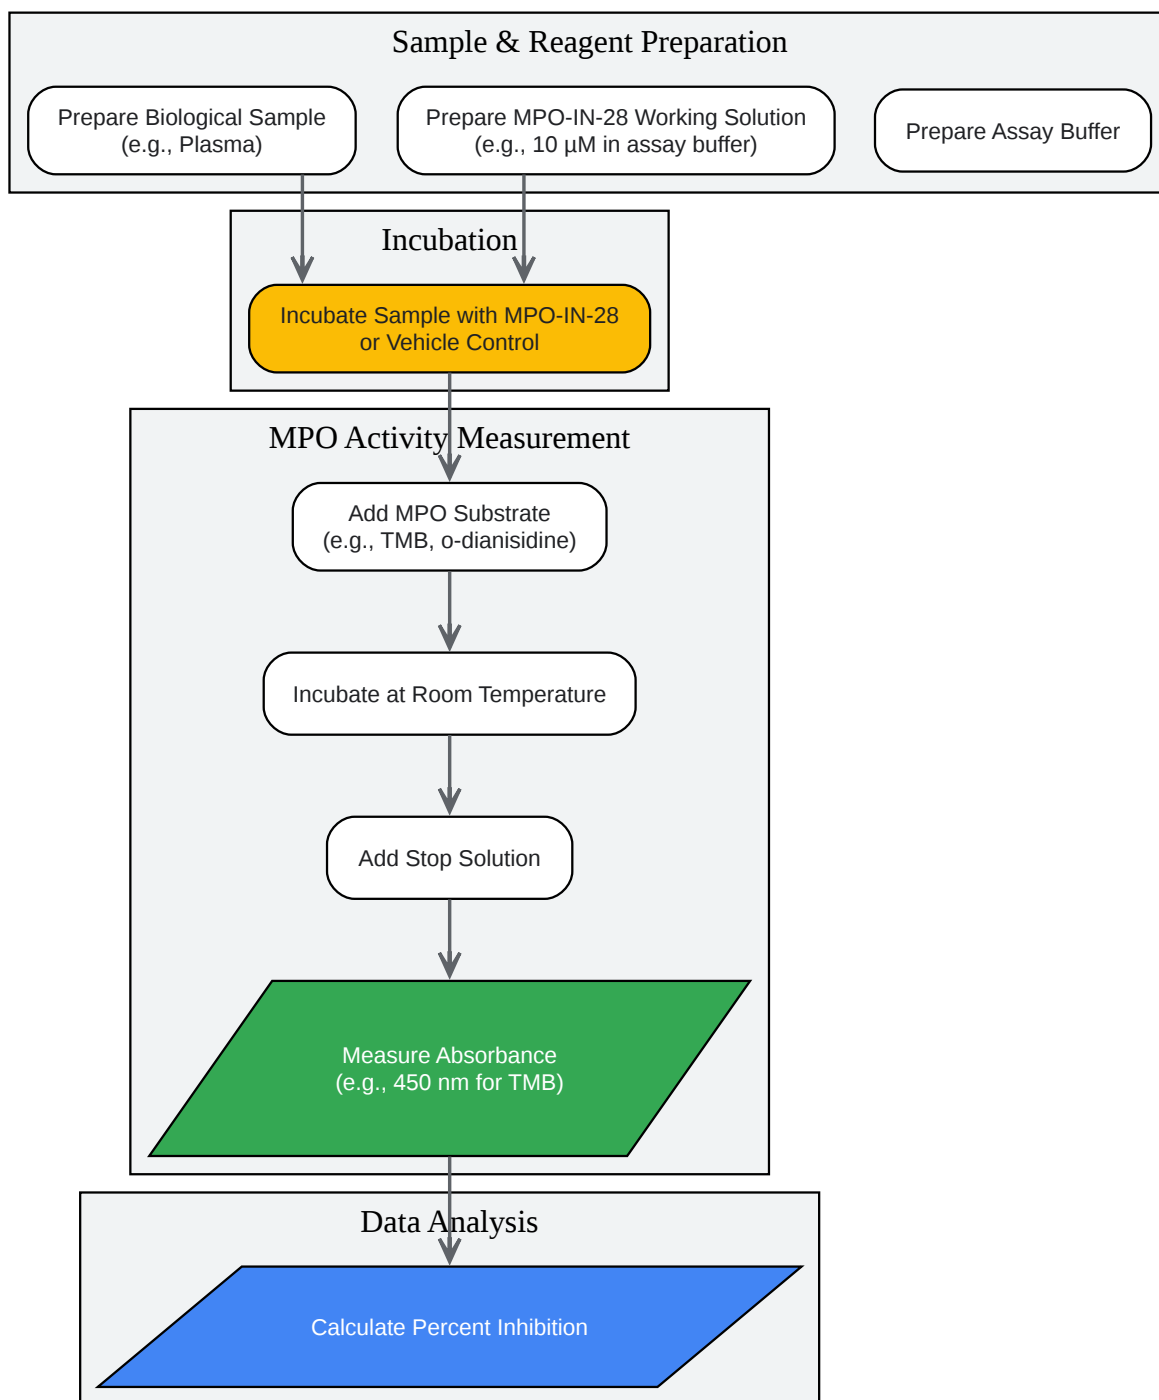 Sample & Reagent Preparation
Prepare Biological Sample
(e.g., Plasma)
Prepare MPO-IN-28 Working Solution
(e.g., 10 µM in assay buffer)
Prepare Assay Buffer
Incubation
Incubate Sample with MPO-IN-28
or Vehicle Control
MPO Activity Measurement
Add MPO Substrate
(e.g., TMB, o-dianisidine)
Incubate at Room Temperature
Add Stop Solution
Measure Absorbance
(e.g., 450 nm for TMB)
Data Analysis
Calculate Percent Inhibition